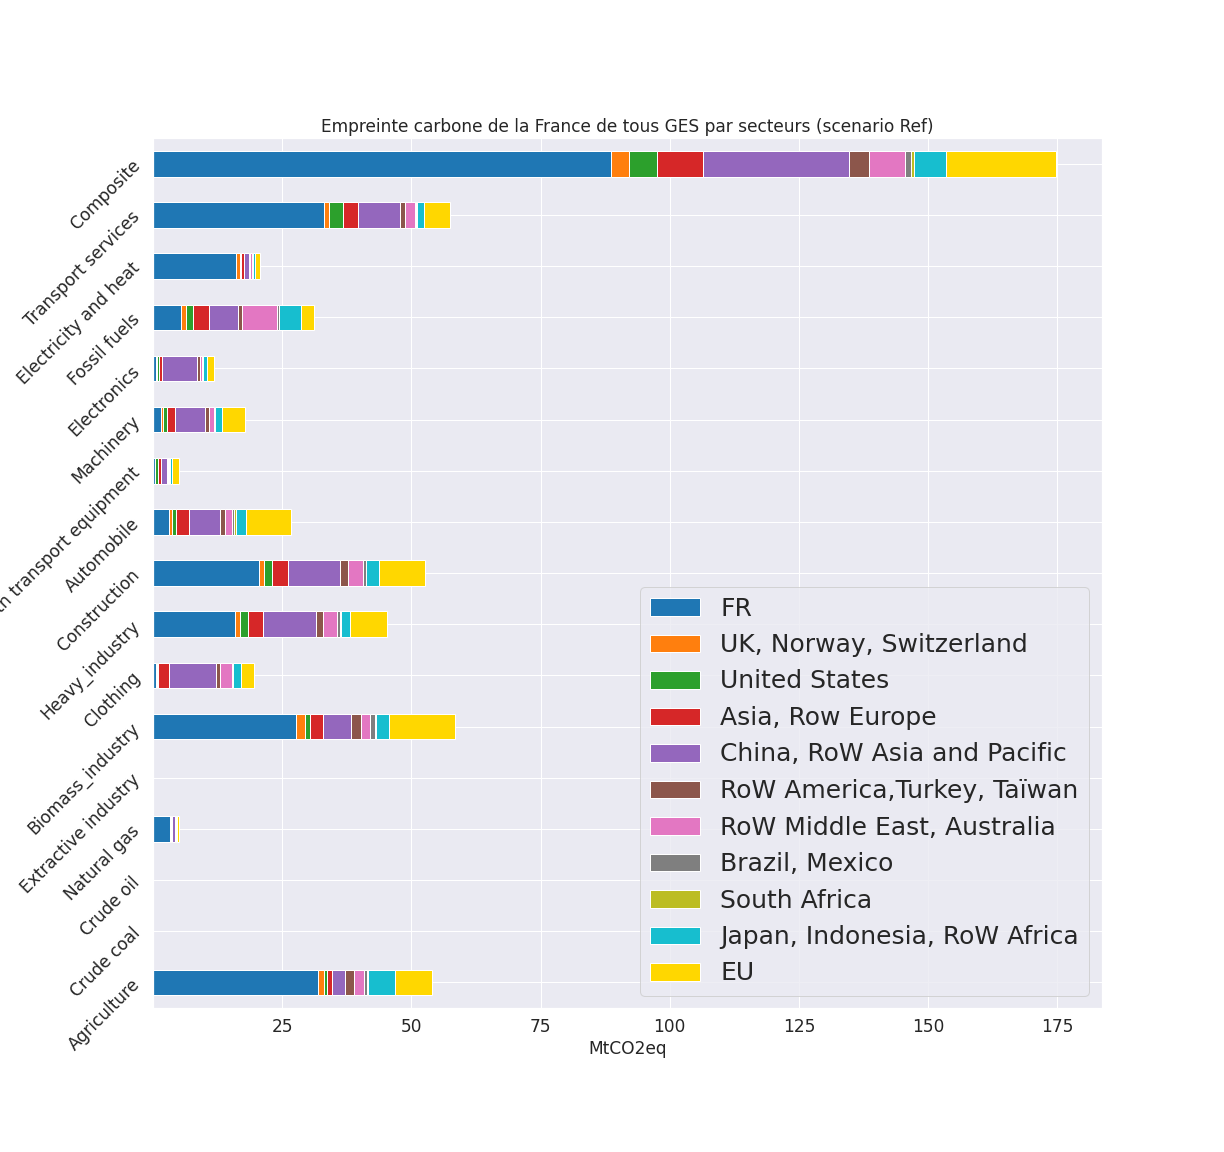 Empreinte carbone de la France de tous GES par secteurs (scenario Ref)
Composite
Transport services
Electricity and heat
Fossil fuels
Electronics
Machinery
transport equipment
Automobile
Construction
Heavy_industry
Clothing
Biomass_industry
Extractive industry
Natural gas
Crude oil
Crude coal
Agriculture
FR
UK, Norway, Switzerland
United States
Asia, Row Europe
China, RoW Asia and Pacific
RoW America,Turkey, Taïwan
RoW Middle East, Australia
Brazil, Mexico
South Africa
Japan, Indonesia, RoW Africa
EU
25 50 75 100 125 150 175
MtCO2eq